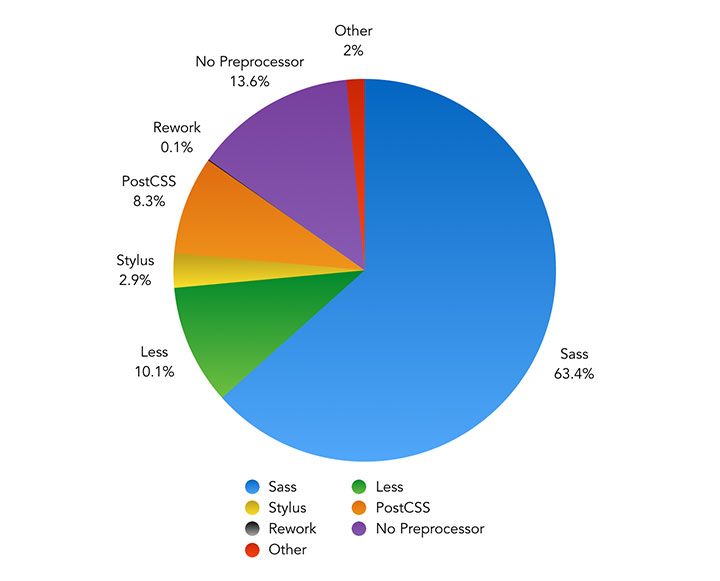 Other
2%
No Preprocessor
13.6%
Rework
0.1%
PostCSS
8.3%
Stylus
2.9%
Less
10.1%
Sass
63.4%
Sass
Less
Stylus
PostCSS
Rework
No Preprocessor
Other